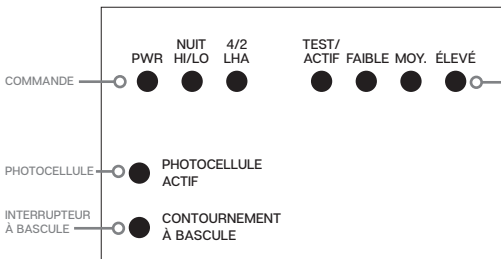 NUIT 4/2 TEST/
PWR HI/LO LHA ACTIF FAIBLE MOY. ÉLEVÉ
COMMANDE
PHOTOCELLULE
PHOTOCELLULE
ACTIF
INTERRUPTEUR
À BASCULE
CONTOURNEMENT
À BASCULE